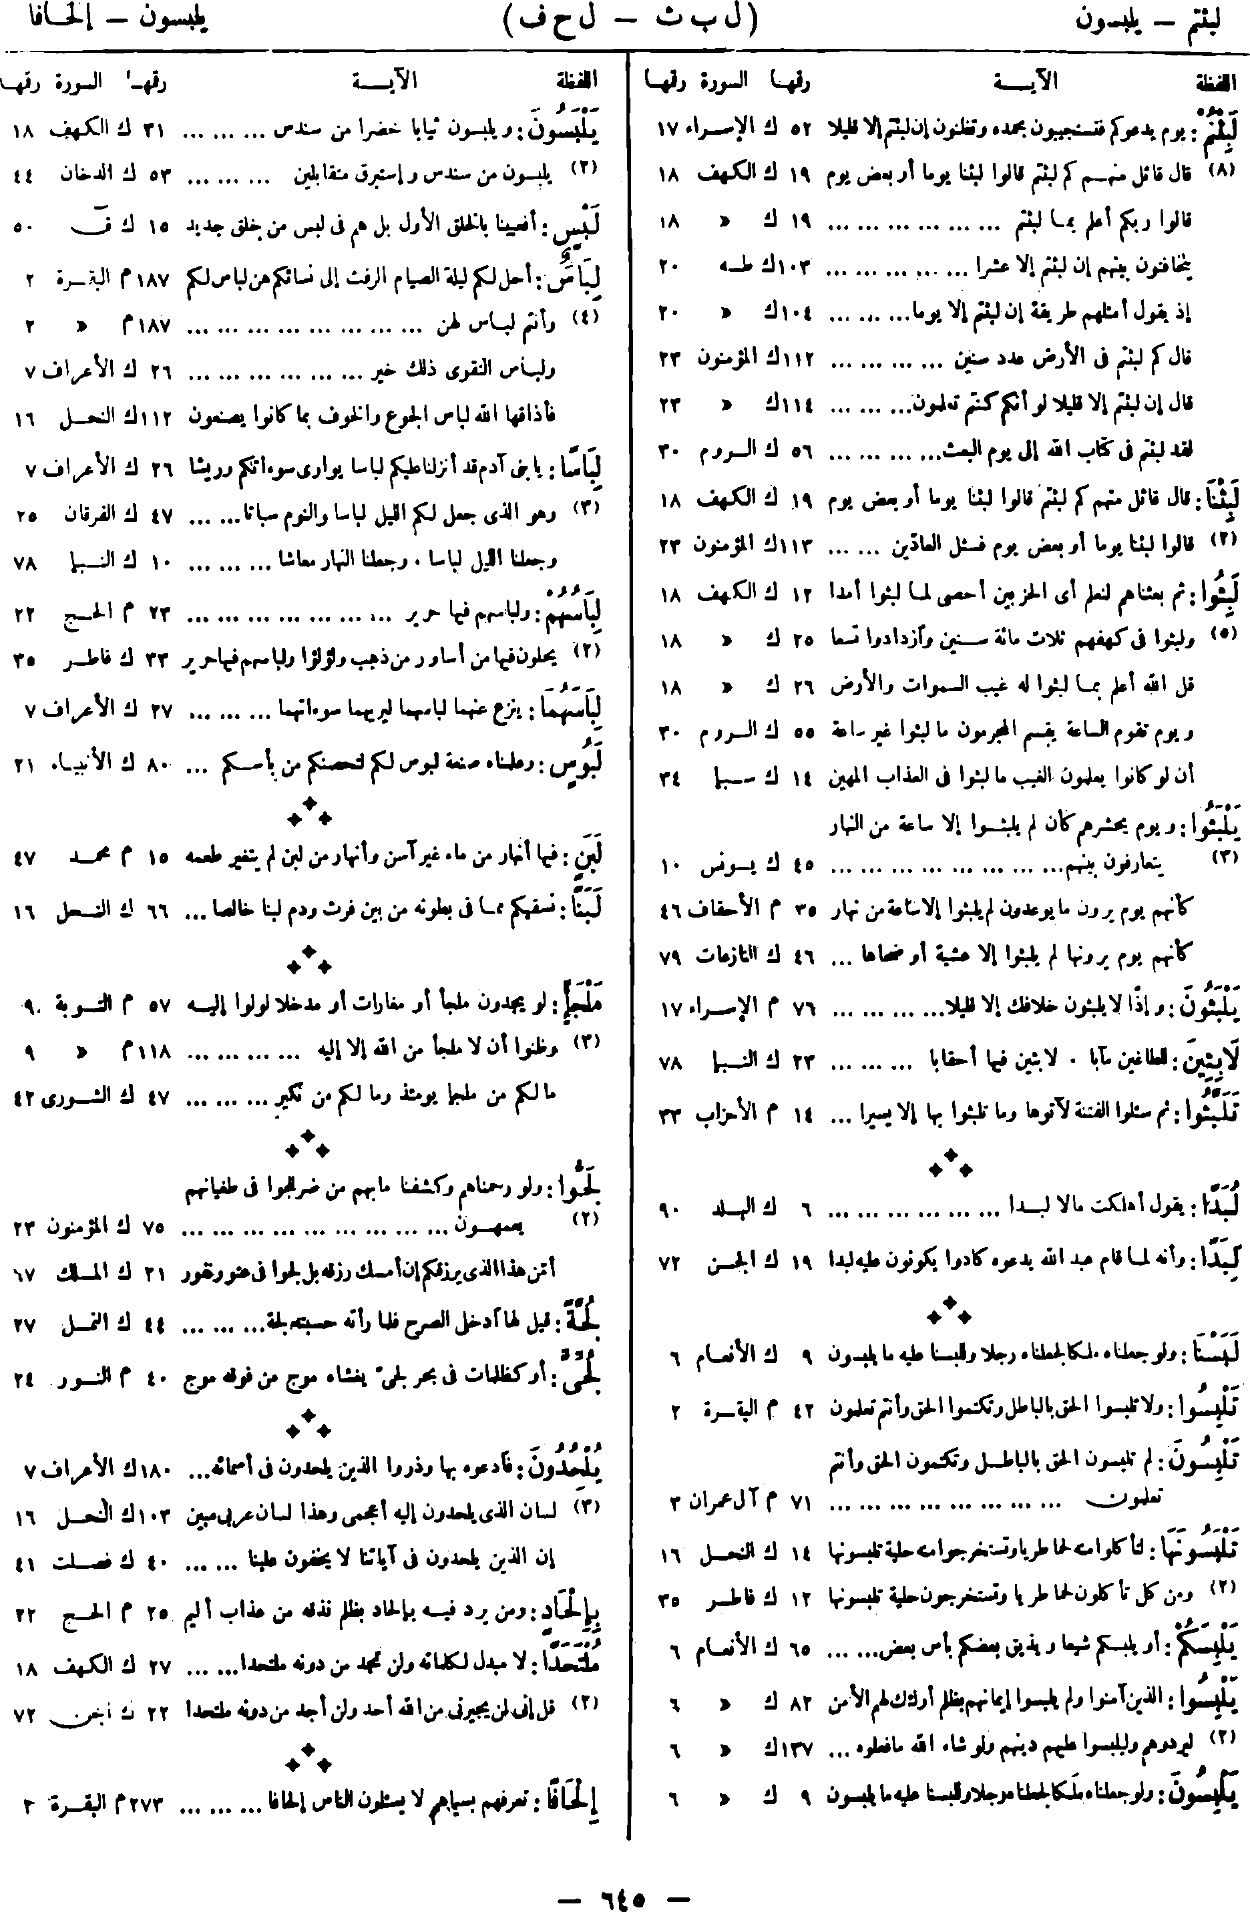 لبثتم — يلبسون (ل ب ث — ل ح ف) يلبسون — إلحافا
اللفظة الآيــة رقمها السورة رقمها
لَبِثْتُمْ : يوم يدعوكم فتستجيبون بحمده وتظنون إن لبثتم إلا قليلا ٥٢ ك الإسراء ١٧
(٨) قال قائل منهم كم لبثتم قالوا لبثنا يوما أو بعض يوم ١٩ ك الكهف ١٨
قالوا ربكم أعلم بما لبثتم ... ... ... ... ... ... ١٩ ك » ١٨
يتخافتون بينهم إن لبثتم إلا عشرا ... ... ... ... ... ١٠٣ ك طه ٢٠
إذ يقول أمثلهم طريقة إن لبثتم إلا يوما... ... ... ١٠٤ ك » ٢٠
قال كم لبثتم فى الأرض عدد سنين ... ... ... ... ١١٢ ك المؤمنون ٢٣
قال إن لبثتم إلا قليلا لو أنكم كنتم تعلمون... ... ... ١١٤ ك » ٢٣
لقد لبثتم فى كتاب الله إلى يوم البعث... ... ... ... ٥٦ ك الروم ٣٠
لَبِثْنَا : قال قائل منهم كم لبثتم قالوا لبثنا يوما أو بعض يوم ١٩ ك الكهف ١٨
(٢) قالوا لبثنا يوما أو بعض يوم فسئل العادّين ... ... ١١٣ ك المؤمنون ٢٣
لَبِثُوا : ثم بعثناهم لنعلم أى الحزبين أحصى لما لبثوا أمدا ١٢ ك الكهف ١٨
(٥) ولبثوا فى كهفهم ثلاث مائة سنين وآزدادوا تسعا ٢٥ ك » ١٨
قل الله أعلم بما لبثوا له غيب السموات والأرض ٢٦ ك » ١٨
ويوم تقوم الساعة يقسم المجرمون ما لبثوا غير ساعة ٥٥ ك الروم ٣٠
أن لو كانوا يعلمون الغيب ما لبثوا فى العذاب المهين ١٤ ك سبإ ٣٤
يَلْبَثُوا : ويوم يحشرهم كأن لم يلبثوا إلا ساعة من النهار
(٣) يتعارفون بينهم... ... ... ... ... ... ... ... ٤٥ ك يونس ١٠
كأنهم يوم يرون ما يوعدون لم يلبثوا إلا ساعة من نهار ٣٥ م الأحقاف ٤٦
كأنهم يوم يرونها لم يلبثوا إلا عشية أو ضحاها ... ٤٦ ك النازعات ٧٩
يَلْبَثُونَ : وإذًا لا يلبثون خلافك إلا قليلا... ... ... ... ٧٦ م الإسراء ١٧
لَابِثِينَ : للطاغين مآبا . لابثين فيها أحقابا ... ... ... ٢٣ ك النبإ ٧٨
تَلَبَّثُوا : ثم سئلوا الفتنة لآتوها وما تلبثوا بها إلا يسيرا ... ١٤ م الأحزاب ٣٣
لُبَدًا : يقول أهلكت مالا لبدا ... ... ... ... ... ... ٦ ك البلد ٩٠
لِبَدًا : وأنه لما قام عبد الله يدعوه كادوا يكونون عليه لبدا ١٩ ك الجن ٧٢
لَبَسْنَا : ولو جعلناه ملكا لجعلناه رجلا وللبسنا عليه ما يلبسون ٩ ك الأنعام ٦
تَلْبِسُوا : ولا تلبسوا الحق بالباطل وتكتموا الحق وأنتم تعلمون ٤٢ م البقرة ٢
تَلْبِسُونَ : لم تلبسون الحق بالباطل وتكتمون الحق وأنتم
تعلمون ... ... ... ... ... ... ... ... ٧١ م آل عمران ٣
تَلْبَسُونَهَا : لتأكلوا منه لحما طريا وتستخرجوا منه حلية تلبسونها ١٤ ك النحل ١٦
(٢) ومن كل تأكلون لحما طريا وتستخرجون حلية تلبسونها ١٢ ك فاطر ٣٥
يَلْبِسَكُمْ : أو يلبسكم شيعا ويذيق بعضكم بأس بعض... ... ٦٥ ك الأنعام ٦
يَلْبِسُوا : الذين آمنوا ولم يلبسوا إيمانهم بظلم أولئك لهم الأمن ٨٢ ك » ٦
(٢) ليردوهم وليلبسوا عليهم دينهم ولو شاء الله ما فعلوه ... ١٣٧ ك » ٦
يَلْبِسُونَ : ولو جعلناه ملكا لجعلناه رجلا وللبسنا عليه ما يلبسون ٩ ك » ٦
اللفظة الآيــة رقمها السورة رقمها
يَلْبَسُونَ : ويلبسون ثيابا خضرا من سندس ... ... ... ٣١ ك الكهف ١٨
(٢) يلبسون من سندس وإستبرق متقابلين ... ... ... ٥٣ ك الدخان ٤٤
لَبْسٍ : أفعيينا بالخلق الأول بل هم فى لبس من خلق جديد ١٥ ك قٓ ٥٠
لِبَاسٌ : أحل لكم ليلة الصيام الرفث إلى نسائكم هن لباس لكم ١٨٧ م البقرة ٢
(٤) وأنتم لباس لهن ... ... ... ... ... ... ... ... ١٨٧ م » ٢
ولباس التقوى ذلك خير ... ... ... ... ... ... ٢٦ ك الأعراف ٧
فأذاقها الله لباس الجوع والخوف بما كانوا يصنعون ١١٢ ك النحل ١٦
لِبَاسًا : يا بنى آدم قد أنزلنا عليكم لباسا يوارى سوءاتكم وريشا ٢٦ ك الأعراف ٧
(٣) وهو الذى جعل لكم الليل لباسا والنوم سباتا... ... ٤٧ ك الفرقان ٢٥
وجعلنا الليل لباسا . وجعلنا النهار معاشا ... ... ... ١٠ ك النبإ ٧٨
لِبَاسُهُمْ : ولباسهم فيها حرير ... ... ... ... ... ... ... ٢٣ م الحج ٢٢
(٢) يحلون فيها من أساور من ذهب ولؤلؤا ولباسهم فيها حرير ٣٣ ك فاطر ٣٥
لِبَاسَهُمَا : ينزع عنهما لباسهما ليريهما سوءاتهما ... ... ... ٢٧ ك الأعراف ٧
لَبُوسٍ : وعلمناه صنعة لبوس لكم لتحصنكم من بأسكم ... ٨٠ ك الأنبياء ٢١
لَبَنٍ : فيها أنهار من ماء غير آسن وأنهار من لبن لم يتغير طعمه ١٥ م محمد ٤٧
لَبَنًا : نسقيكم مما فى بطونه من بين فرث ودم لبنا خالصا ... ٦٦ ك النحل ١٦
مَلْجَإٍ : لو يجدون ملجأ أو مغارات أو مدخلا لولوا إليه ٥٧ م التوبة ٩
(٣) وظنوا أن لا ملجأ من الله إلا إليه ... ... ... ... ١١٨ م » ٩
ما لكم من ملجإ يومئذ وما لكم من نكير ... ... ... ٤٧ ك الشورى ٤٢
لَجُّوا : ولو رحمناهم وكشفنا ما بهم من ضر للجوا فى طغيانهم
(٢) يعمهون ... ... ... ... ... ... ... ... ... ٧٥ ك المؤمنون ٢٣
أمّن هذا الذى يرزقكم إن أمسك رزقه بل لجوا فى عتو ونفور ٢١ ك الملك ٦٧
لُجَّةً : قيل لها آدخل الصرح فلما رأته حسبته لجة... ... ... ٤٤ ك النمل ٢٧
لُجِّىٍّ : أو كظلمات فى بحر لجىّ يغشاه موج من فوقه موج ٤٠ م النور ٢٤
يُلْحِدُونَ : فآدعوه بها وذروا الذين يلحدون فى أسمائه... ١٨٠ ك الأعراف ٧
(٣) لسان الذى يلحدون إليه أعجمى وهذا لسان عربى مبين ١٠٣ ك النحل ١٦
إن الذين يلحدون فى آياتنا لا يخفون علينا ... ... ٤٠ ك فصلت ٤١
بِإِلْحَادٍ : ومن يرد فيه بإلحاد بظلم نذقه من عذاب أليم ٢٥ م الحج ٢٢
مُلْتَحَدًا : لا مبدل لكلماته ولن تجد من دونه ملتحدا... ... ٢٧ ك الكهف ١٨
(٢) قل إنى لن يجيرنى من الله أحد ولن أجد من دونه ملتحدا ٢٢ ك الجن ٧٢
إِلْحَافًا : تعرفهم بسيماهم لا يسئلون الناس إلحافا ... ... ... ٢٧٣ م البقرة ٢
— ٦٤٥ —